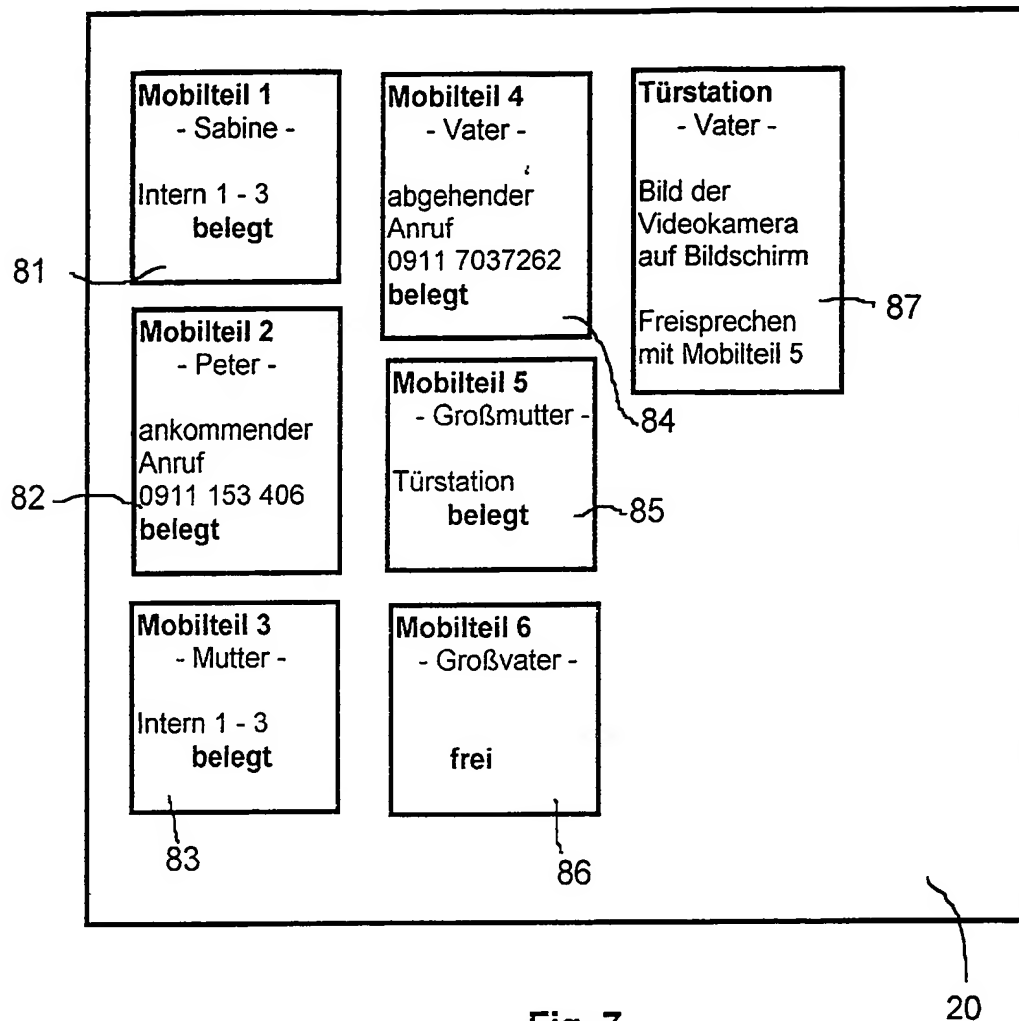 Mobilteil 1
- Sabine -
Intern 1 - 3
belegt
81
Mobilteil 2
- Peter -
ankommender
Anruf
0911 153 406
belegt
82
Mobilteil 3
- Mutter -
Intern 1 - 3
belegt
83
Mobilteil 4
- Vater -
abgehender
Anruf
0911 7037262
belegt
84
Mobilteil 5
- Großmutter -
Türstation
belegt
85
Mobilteil 6
- Großvater -
frei
86
Türstation
- Vater -
Bild der
Videokamera
auf Bildschirm
Freisprechen
mit Mobilteil 5
87
20
Fig. 7